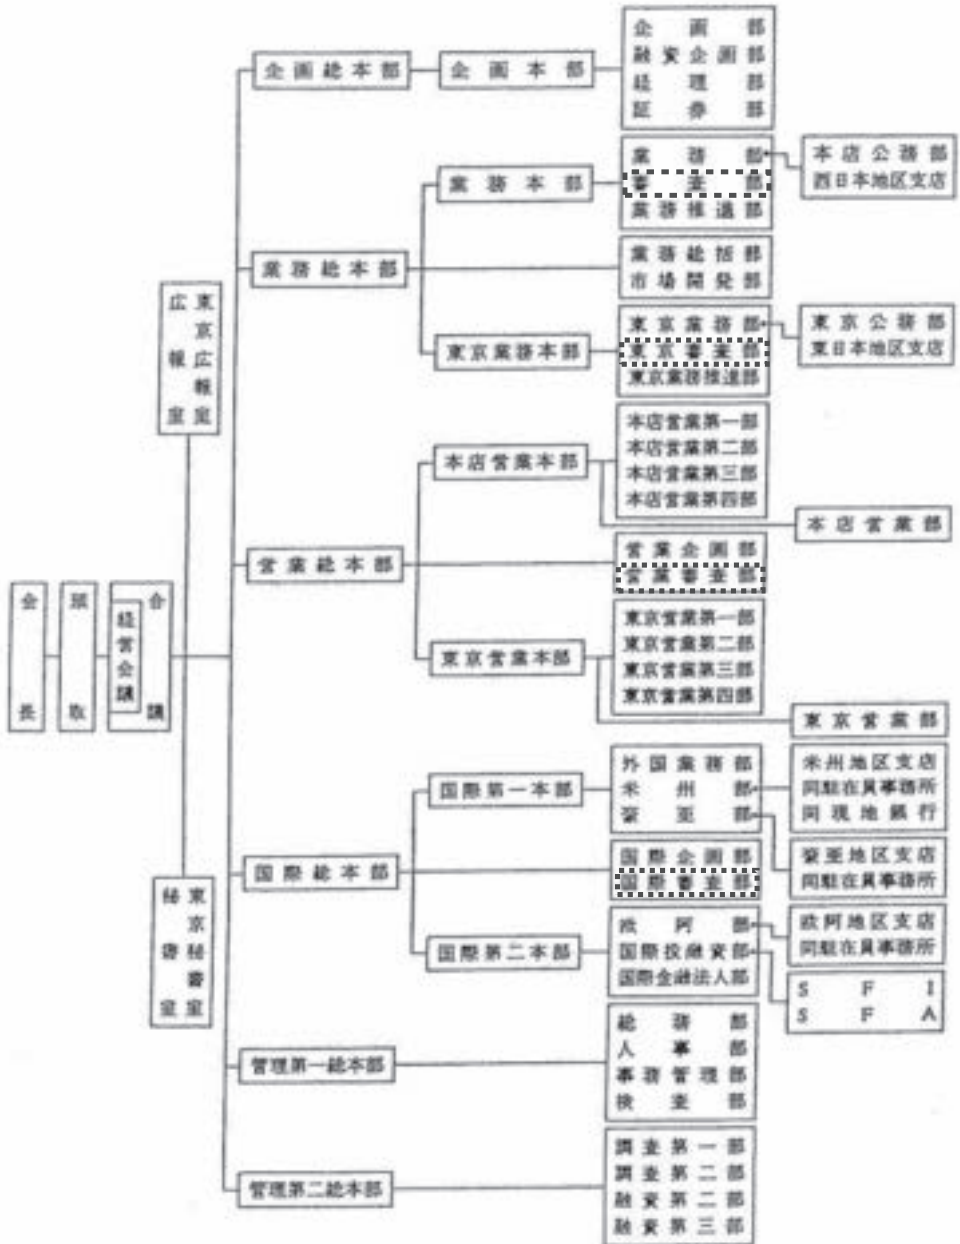 会長
頭取
合議
経営会議
広報室
東京広報室
秘書室
東京秘書室
企画総本部
企画本部
企画部
融資企画部
経理部
証券部
業務総本部
業務本部
業務部
審査部
業務推進部
本店公務部
西日本地区支店
業務総括部
市場開発部
東京業務本部
東京業務部
東京審査部
東京業務推進部
東京公務部
東日本地区支店
営業総本部
本店営業本部
本店営業第一部
本店営業第二部
本店営業第三部
本店営業第四部
本店営業部
営業企画部
営業審査部
東京営業本部
東京営業第一部
東京営業第二部
東京営業第三部
東京営業第四部
東京営業部
国際総本部
国際第一本部
外国業務部
米州部
豪亜部
米州地区支店
同駐在員事務所
同現地銀行
豪亜地区支店
同駐在員事務所
国際企画部
国際審査部
国際第二本部
欧阿部
国際投融資部
国際金融法人部
欧阿地区支店
同駐在員事務所
SFI
SFA
管理第一総本部
総務部
人事部
事務管理部
検査部
管理第二総本部
調査第一部
調査第二部
融資第二部
融資第三部